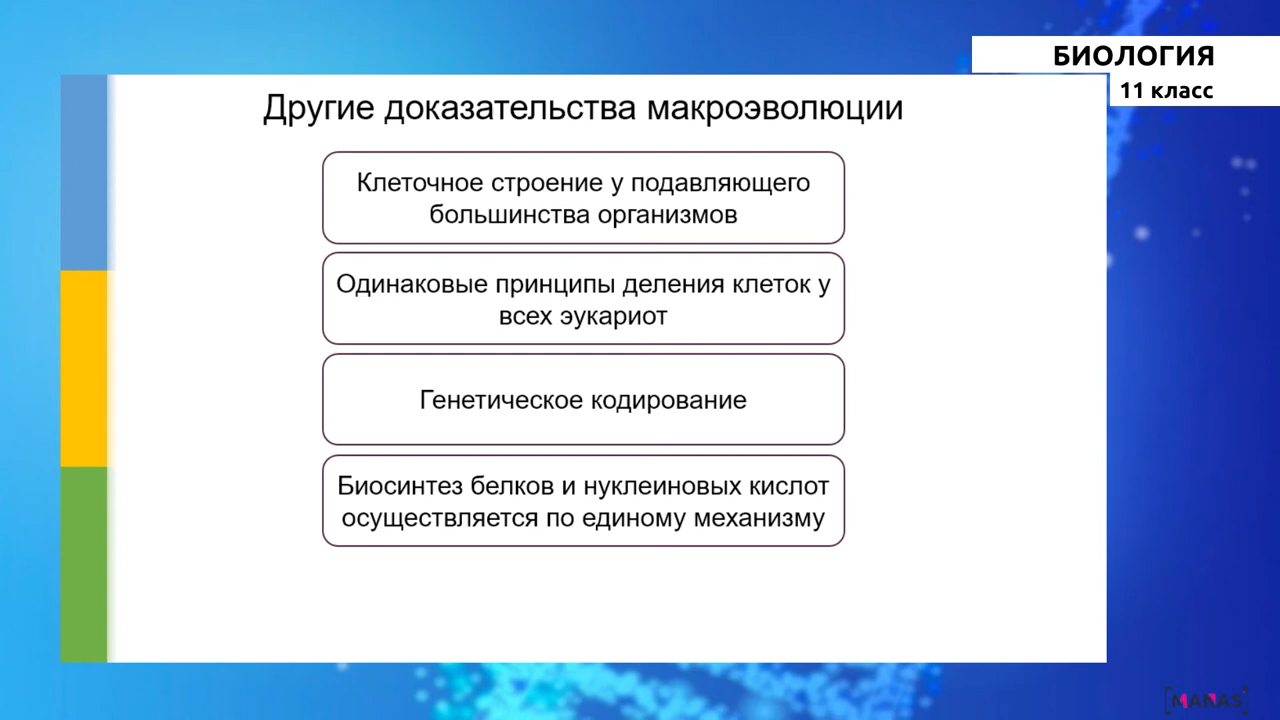 БИОЛОГИЯ
11 класс
Другие доказательства макроэволюции
Клеточное строение у подавляющего
большинства организмов
Одинаковые принципы деления клеток у
всех эукариот
Генетическое кодирование
Биосинтез белков и нуклеиновых кислот
осуществляется по единому механизму
MANAS